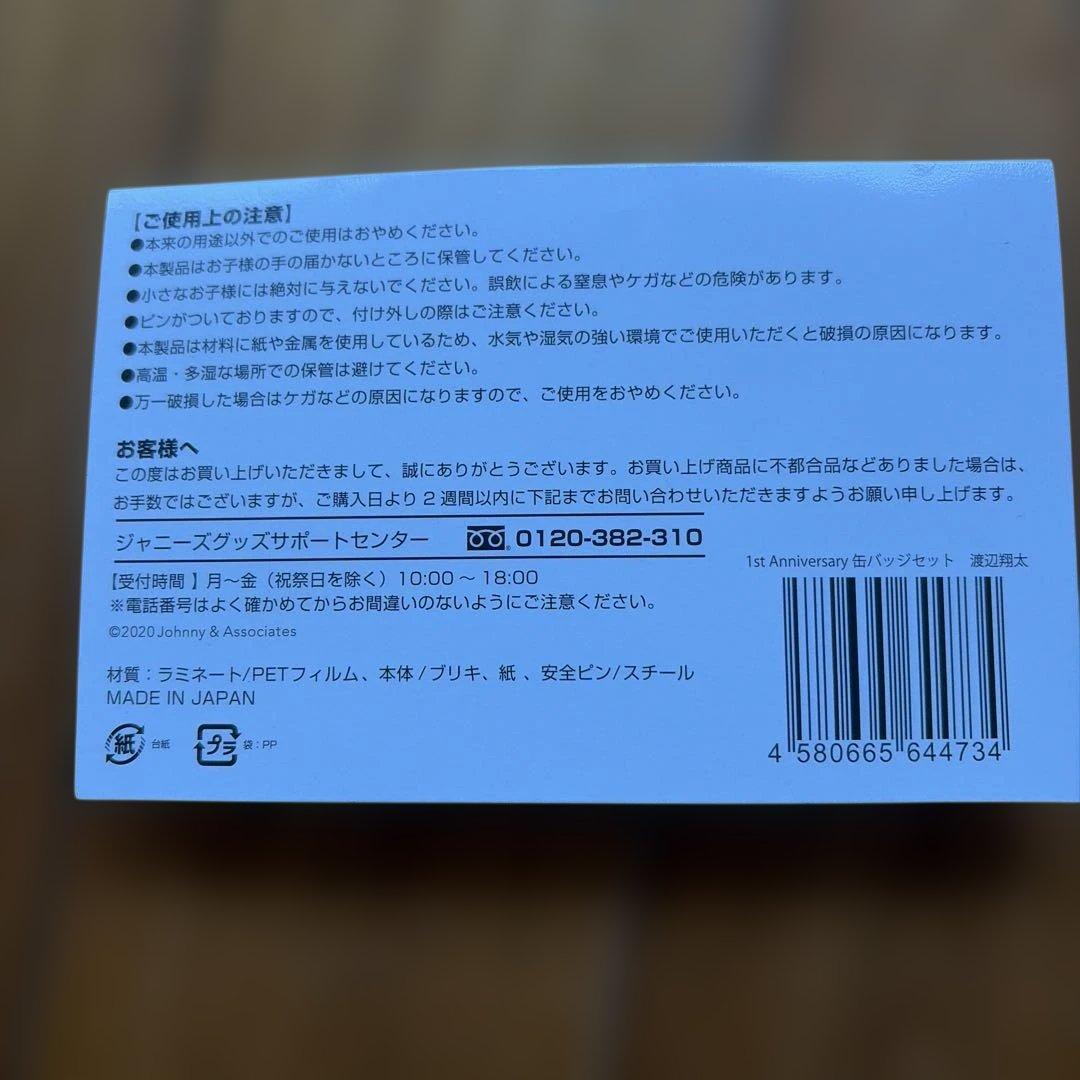 【ご使用上の注意】
●本来の用途以外でのご使用はおやめください。
●本製品はお子様の手の届かないところに保管してください。
●小さなお子様には絶対に与えないでください。誤飲による窒息やケガなどの危険があります。
●ピンがついておりますので、付け外しの際はご注意ください。
●本製品は材料に紙や金属を使用しているため、水気や湿気の強い環境でご使用いただくと破損の原因になります。
●高温・多湿な場所での保管は避けてください。
●万一破損した場合はケガなどの原因になりますので、ご使用をおやめください。
お客様へ
この度はお買い上げいただきまして、誠にありがとうございます。お買い上げ商品に不都合品などありました場合は、
お手数ではございますが、ご購入日より2週間以内に下記までお問い合わせいただきますようお願い申し上げます。
ジャニーズグッズサポートセンター 0120-382-310
【受付時間】月〜金（祝祭日を除く）10:00 〜 18:00
※電話番号はよく確かめてからお間違いのないようにご注意ください。
©2020 Johnny & Associates
材質：ラミネート/PETフィルム、本体/ブリキ、紙、安全ピン/スチール
MADE IN JAPAN
紙 台紙 プラ 袋：PP
1st Anniversary 缶バッジセット 渡辺翔太
4 580665 644734